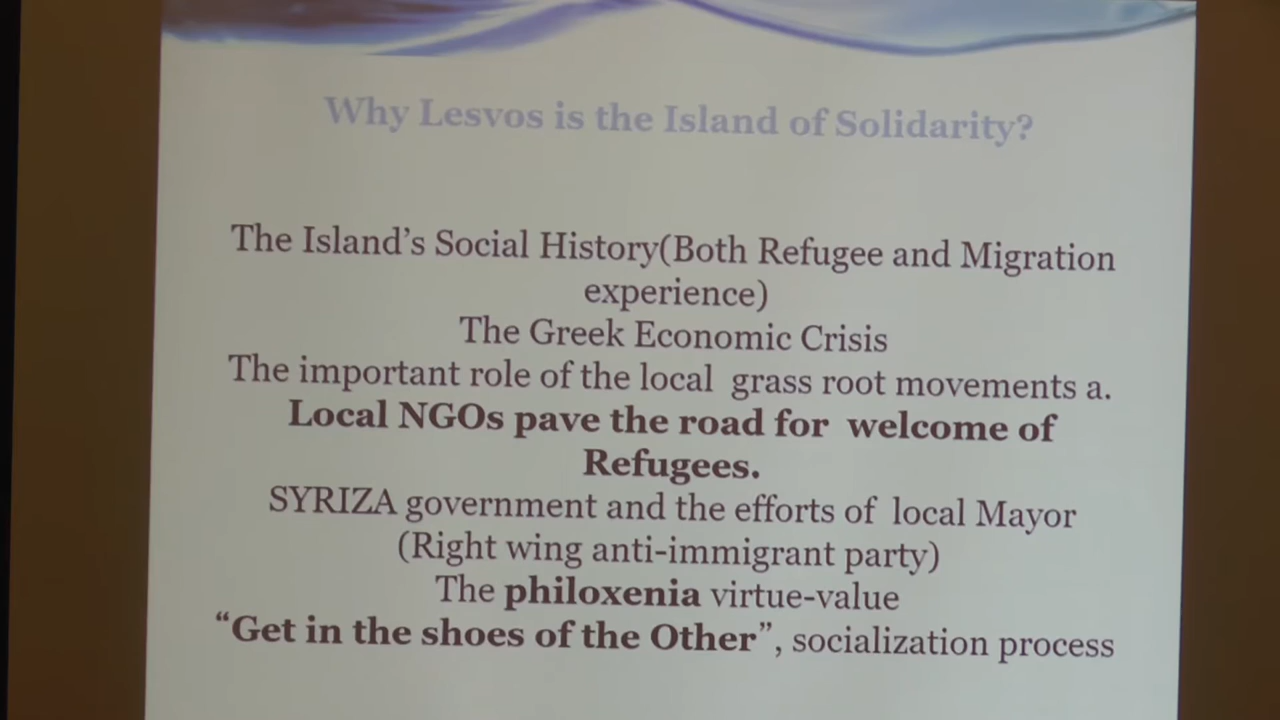 Why Lesvos is the Island of Solidarity?
The Island's Social History(Both Refugee and Migration
experience)
The Greek Economic Crisis
The important role of the local grass root movements a.
Local NGOs pave the road for welcome of
Refugees.
SYRIZA government and the efforts of local Mayor
(Right wing anti-immigrant party)
The philoxenia virtue-value
“Get in the shoes of the Other”, socialization process